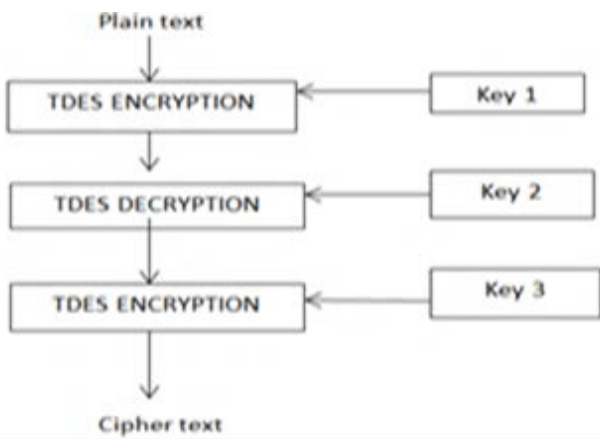 Plain text
TDES ENCRYPTION
Key 1
TDES DECRYPTION
Key 2
TDES ENCRYPTION
Key 3
Cipher text